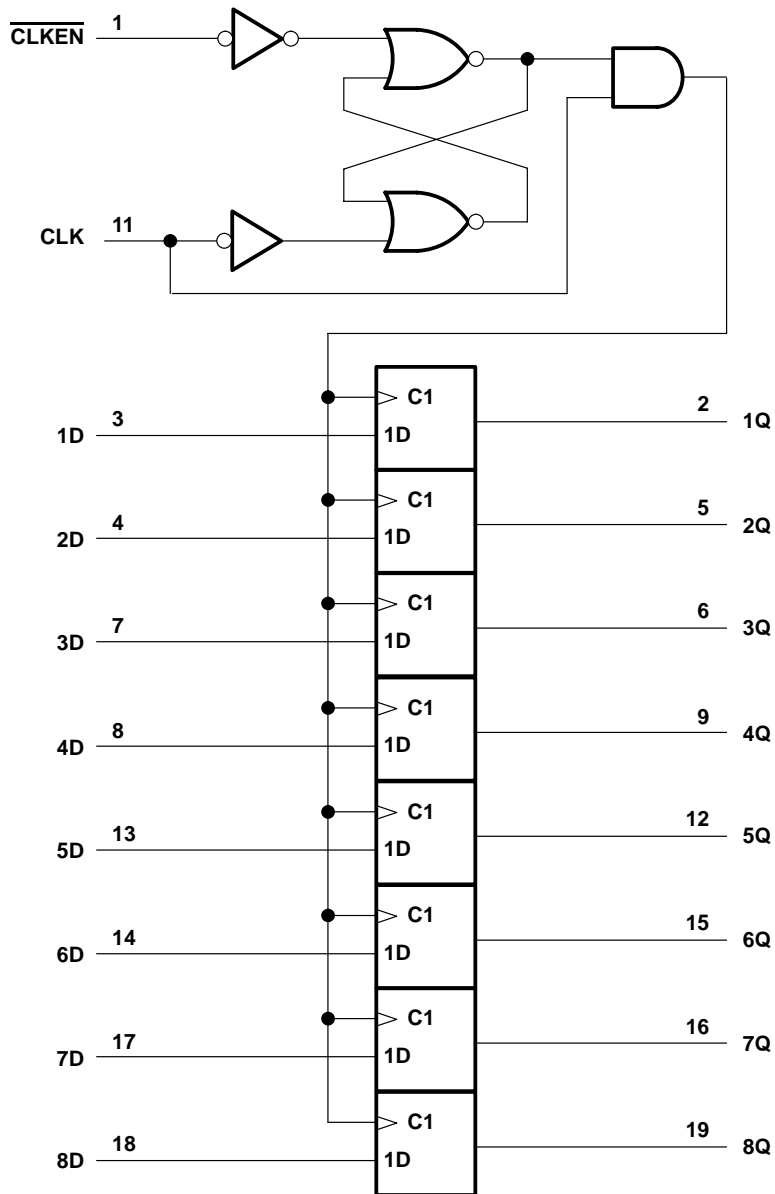 CLKEN 1
CLK 11
C1
1D 3 1D 2 1Q
C1
2D 4 1D 5 2Q
C1
3D 7 1D 6 3Q
C1
4D 8 1D 9 4Q
C1
5D 13 1D 12 5Q
C1
6D 14 1D 15 6Q
C1
7D 17 1D 16 7Q
C1
8D 18 1D 19 8Q